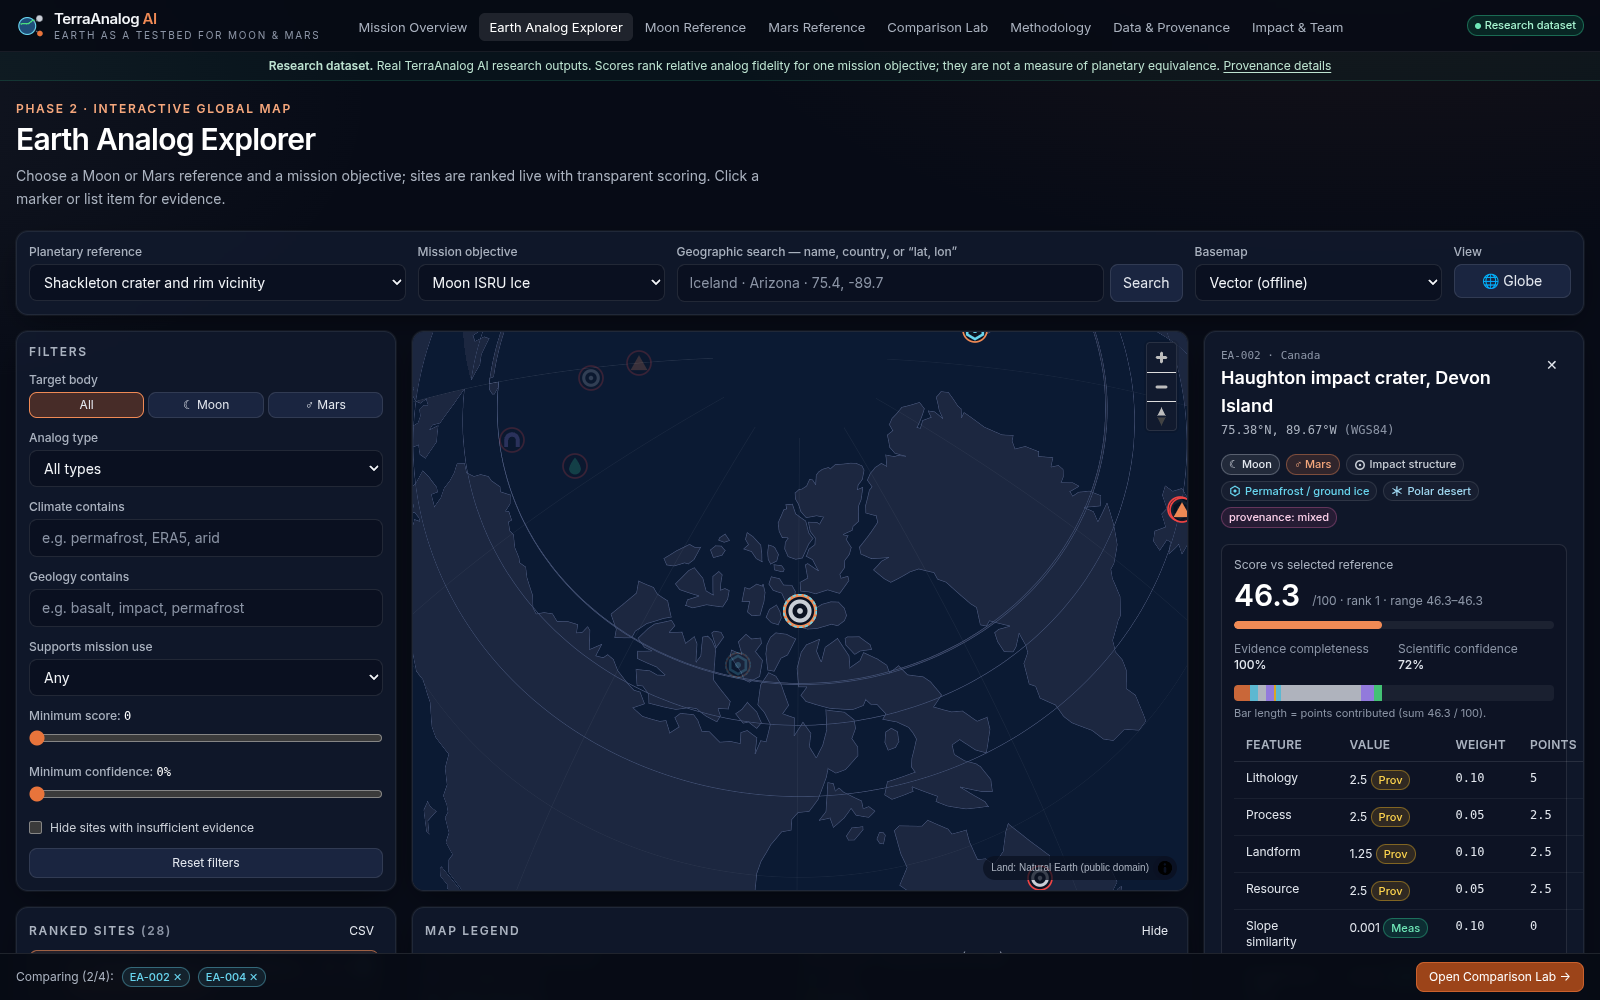 TerraAnalog AI
EARTH AS A TESTBED FOR MOON & MARS
Mission Overview
Earth Analog Explorer
Moon Reference
Mars Reference
Comparison Lab
Methodology
Data & Provenance
Impact & Team
Research dataset
Research dataset. Real TerraAnalog AI research outputs. Scores rank relative analog fidelity for one mission objective; they are not a measure of planetary equivalence. Provenance details
PHASE 2 · INTERACTIVE GLOBAL MAP
Earth Analog Explorer
Choose a Moon or Mars reference and a mission objective; sites are ranked live with transparent scoring. Click a
marker or list item for evidence.
Planetary reference
Shackleton crater and rim vicinity
Mission objective
Moon ISRU Ice
Geographic search — name, country, or “lat, lon”
Iceland · Arizona · 75.4, -89.7
Search
Basemap
Vector (offline)
View
🌐 Globe
FILTERS
Target body
All
☾ Moon
♂ Mars
Analog type
All types
Climate contains
e.g. permafrost, ERA5, arid
Geology contains
e.g. basalt, impact, permafrost
Supports mission use
Any
Minimum score: 0
Minimum confidence: 0%
Hide sites with insufficient evidence
Reset filters
RANKED SITES (28)
CSV
Land: Natural Earth (public domain)
MAP LEGEND
Hide
EA-002 · Canada
Haughton impact crater, Devon
Island
75.38°N, 89.67°W (WGS84)
☾ Moon
♂ Mars
Impact structure
Permafrost / ground ice
Polar desert
provenance: mixed
Score vs selected reference
46.3 /100 · rank 1 · range 46.3–46.3
Evidence completeness
100%
Scientific confidence
72%
Bar length = points contributed (sum 46.3 / 100).
FEATURE VALUE WEIGHT POINTS
Lithology 2.5 Prov 0.10 5
Process 2.5 Prov 0.05 2.5
Landform 1.25 Prov 0.10 2.5
Resource 2.5 Prov 0.05 2.5
Slope similarity 0.001 Meas 0.10 0
Comparing (2/4):
EA-002 ×
EA-004 ×
Open Comparison Lab →